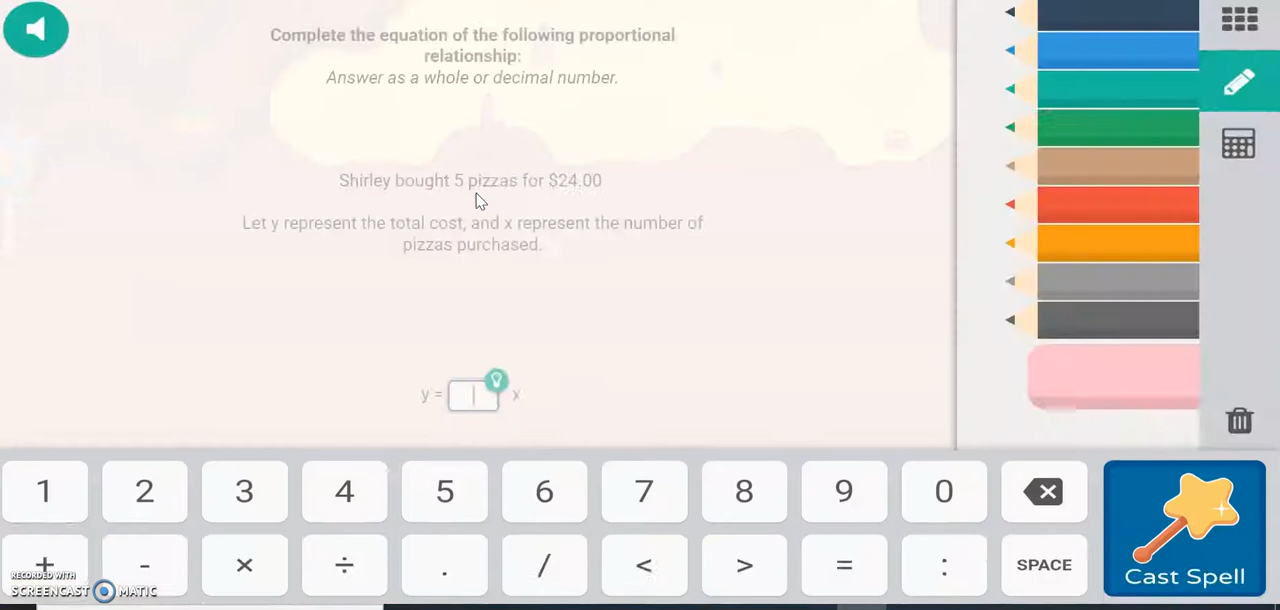 Complete the equation of the following proportional
relationship:
Answer as a whole or decimal number.
Shirley bought 5 pizzas for $24.00
Let y represent the total cost, and x represent the number of
pizzas purchased.
y = x
1 2 3 4 5 6 7 8 9 0
+ - × ÷ . / < > = : SPACE
Cast Spell
RECORDED WITH
SCREENCAST MATIC